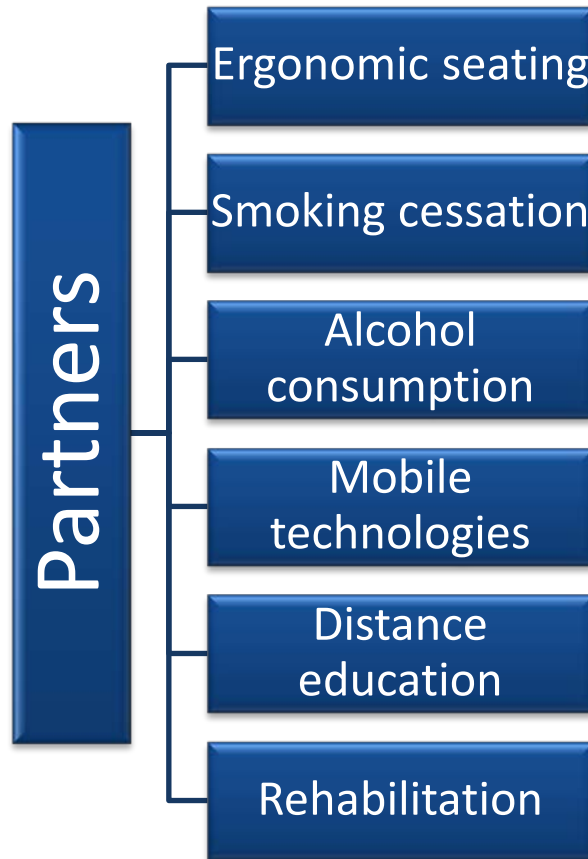 Partners
Ergonomic seating
Smoking cessation
Alcohol
consumption
Mobile
technologies
Distance
education
Rehabilitation